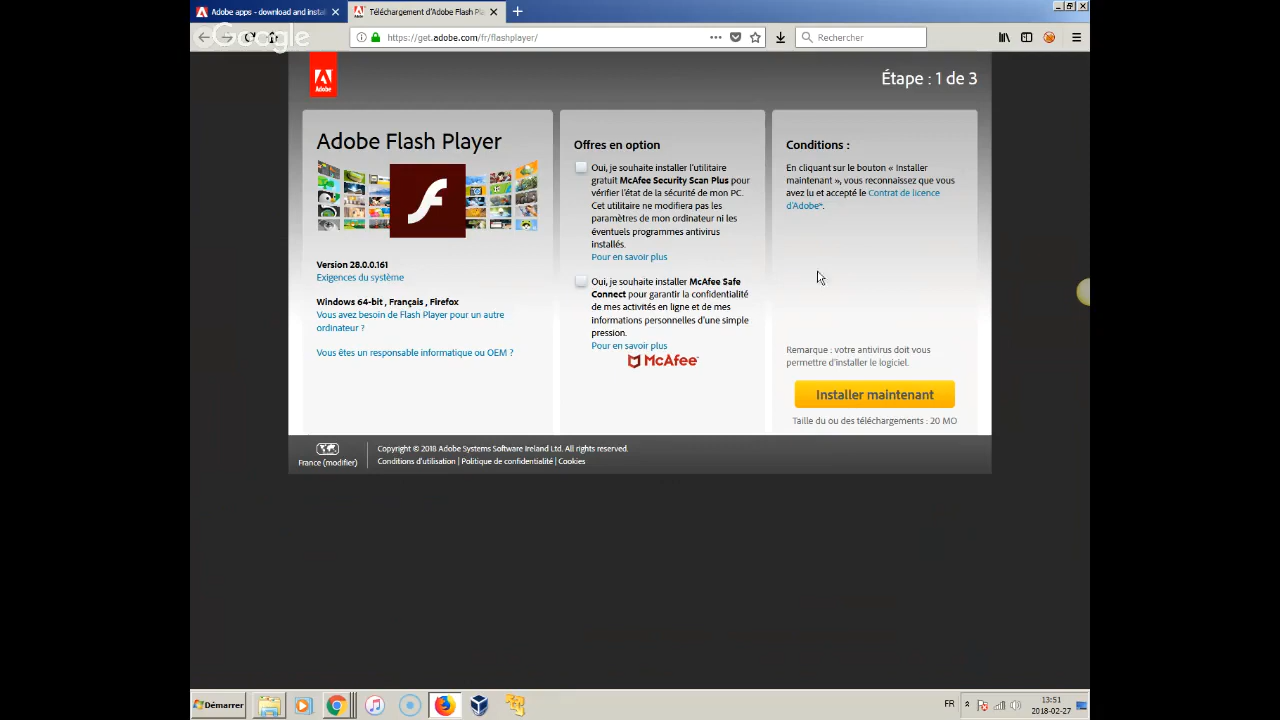 Adobe apps - download and instal
Téléchargement d'Adobe Flash Pla
Google
https://get.adobe.com/fr/flashplayer/
Rechercher
Adobe
Étape : 1 de 3
Adobe Flash Player
Version 28.0.0.161
Exigences du système
Windows 64-bit , Français , Firefox
Vous avez besoin de Flash Player pour un autre
ordinateur ?
Vous êtes un responsable informatique ou OEM ?
Offres en option
Oui, je souhaite installer l'utilitaire
gratuit McAfee Security Scan Plus pour
vérifier l'état de la sécurité de mon PC.
Cet utilitaire ne modifiera pas les
paramètres de mon ordinateur ni les
éventuels programmes antivirus
installés.
Pour en savoir plus
Oui, je souhaite installer McAfee Safe
Connect pour garantir la confidentialité
de mes activités en ligne et de mes
informations personnelles d'une simple
pression.
Pour en savoir plus
McAfee
Conditions :
En cliquant sur le bouton « Installer
maintenant », vous reconnaissez que vous
avez lu et accepté le Contrat de licence
d'Adobe*.
Remarque : votre antivirus doit vous
permettre d'installer le logiciel.
Installer maintenant
Taille du ou des téléchargements : 20 MO
France (modifier)
Copyright © 2018 Adobe Systems Software Ireland Ltd. All rights reserved.
Conditions d'utilisation | Politique de confidentialité | Cookies
Démarrer
FR
13:51
2018-02-27